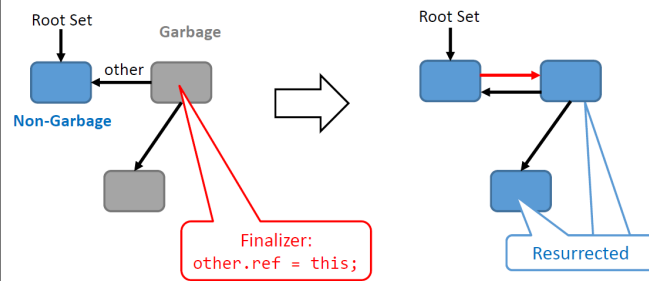 Root Set
Garbage
other
Non-Garbage
Finalizer:
other.ref = this;
Root Set
Resurrected